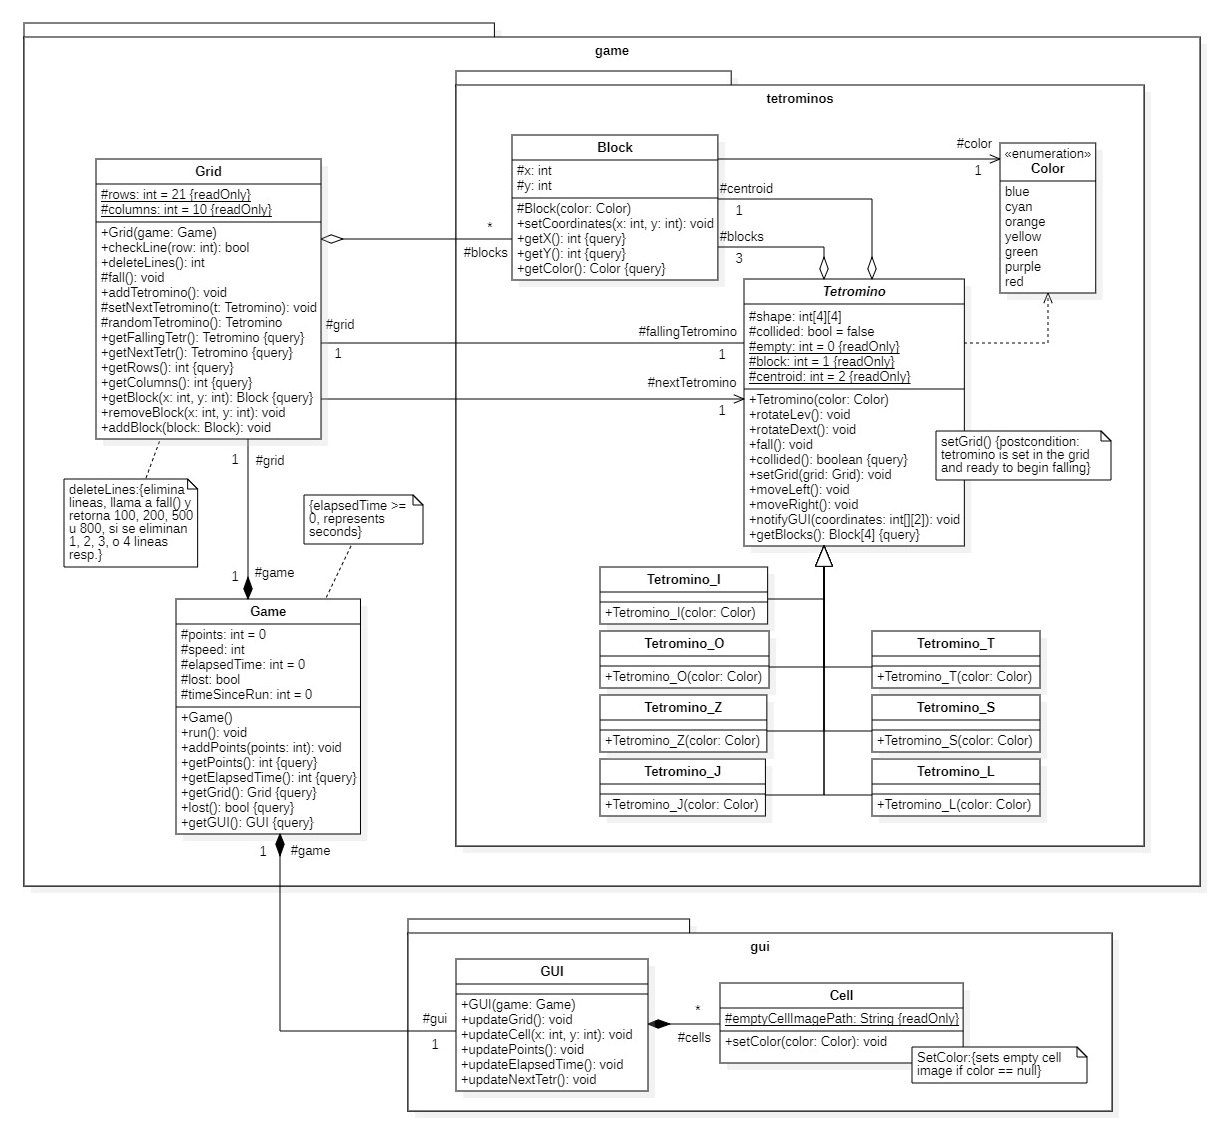 game
tetrominos
Grid
#rows: int = 21 {readOnly}
#columns: int = 10 {readOnly}
+Grid(game: Game)
+checkLine(row: int): bool
+deleteLines(): int
#fall(): void
+addTetromino(): void
#setNextTetromino(t: Tetromino): void
#randomTetromino(): Tetromino
+getFallingTetr(): Tetromino {query}
+getNextTetr(): Tetromino {query}
+getRows(): int {query}
+getColumns(): int {query}
+getBlock(x: int, y: int): Block {query}
+removeBlock(x: int, y: int): void
+addBlock(block: Block): void
*
#blocks
Block
#x: int
#y: int
#Block(color: Color)
+setCoordinates(x: int, y: int): void
+getX(): int {query}
+getY(): int {query}
+getColor(): Color {query}
#color
1
#centroid
1
#blocks
3
«enumeration»
Color
blue
cyan
orange
yellow
green
purple
red
#grid
1
#fallingTetromino
1
#nextTetromino
1
Tetromino
#shape: int[4][4]
#collided: bool = false
#empty: int = 0 {readOnly}
#block: int = 1 {readOnly}
#centroid: int = 2 {readOnly}
+Tetromino(color: Color)
+rotateLev(): void
+rotateDext(): void
+fall(): void
+collided(): boolean {query}
+setGrid(grid: Grid): void
+moveLeft(): void
+moveRight(): void
+notifyGUI(coordinates: int[][2]): void
+getBlocks(): Block[4] {query}
setGrid() {postcondition:
tetromino is set in the grid
and ready to begin falling}
1
#grid
deleteLines:{elimina
lineas, llama a fall() y
retorna 100, 200, 500
u 800, si se eliminan
1, 2, 3, o 4 lineas
resp.}
{elapsedTime >=
0, represents
seconds}
1
#game
Game
#points: int = 0
#speed: int
#elapsedTime: int = 0
#lost: bool
#timeSinceRun: int = 0
+Game()
+run(): void
+addPoints(points: int): void
+getPoints(): int {query}
+getElapsedTime(): int {query}
+getGrid(): Grid {query}
+lost(): bool {query}
+getGUI(): GUI {query}
1
#game
Tetromino_I
+Tetromino_I(color: Color)
Tetromino_O
+Tetromino_O(color: Color)
Tetromino_T
+Tetromino_T(color: Color)
Tetromino_Z
+Tetromino_Z(color: Color)
Tetromino_S
+Tetromino_S(color: Color)
Tetromino_J
+Tetromino_J(color: Color)
Tetromino_L
+Tetromino_L(color: Color)
gui
#gui
1
GUI
+GUI(game: Game)
+updateGrid(): void
+updateCell(x: int, y: int): void
+updatePoints(): void
+updateElapsedTime(): void
+updateNextTetr(): void
*
#cells
Cell
#emptyCellImagePath: String {readOnly}
+setColor(color: Color): void
SetColor:{sets empty cell
image if color == null}